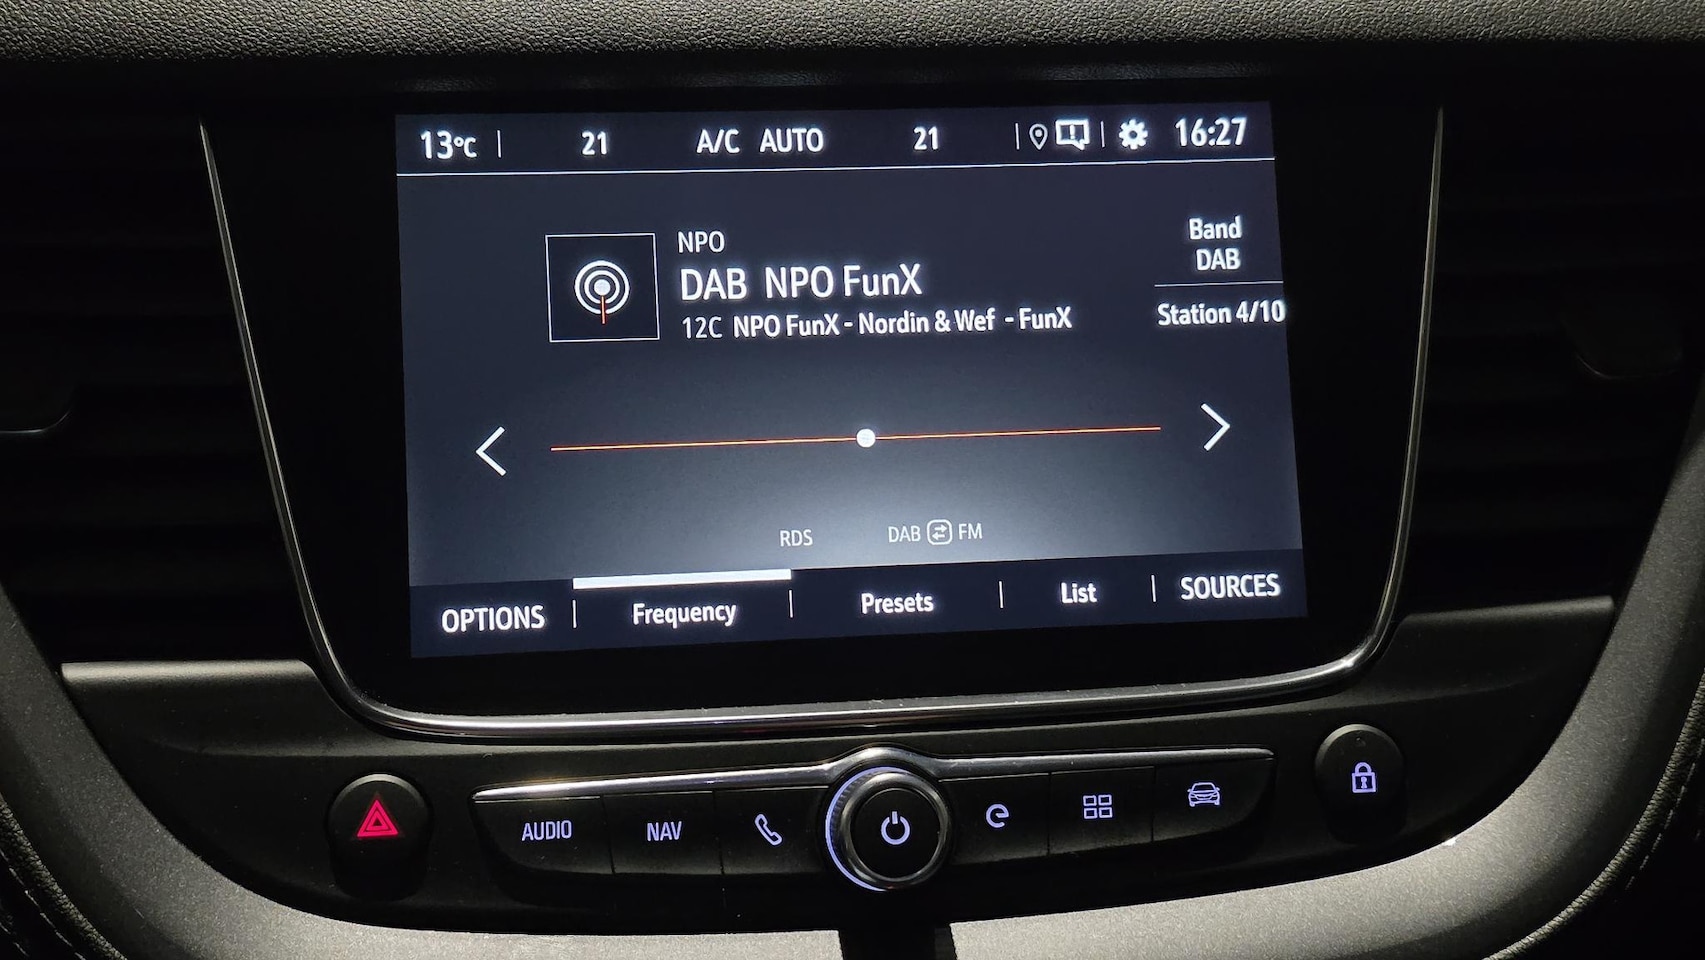 13°C 21 A/C AUTO 21 16:27
NPO
DAB NPO FunX
12C NPO FunX - Nordin & Wef - FunX
Band
DAB
Station 4/10
RDS DAB FM
OPTIONS Frequency Presets List SOURCES
AUDIO NAV